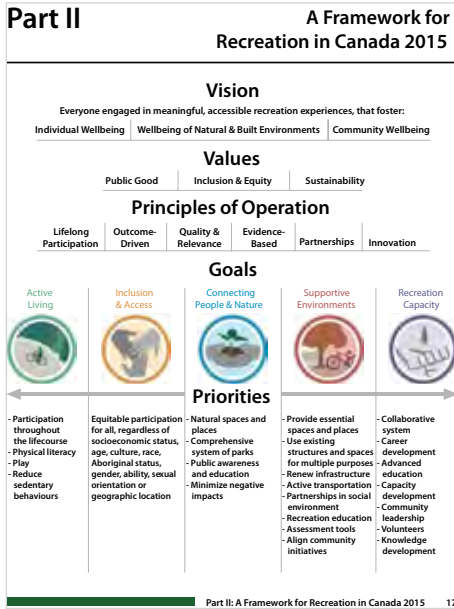 Part II
A Framework for
Recreation in Canada 2015
Vision
Everyone engaged in meaningful, accessible recreation experiences, that foster:
Individual Wellbeing
Wellbeing of Natural & Built Environments
Community Wellbeing
Values
Public Good
Inclusion & Equity
Sustainability
Principles of Operation
Lifelong
Participation
Outcome-
Driven
Quality &
Relevance
Evidence-
Based
Partnerships
Innovation
Goals
Active
Living
Inclusion
& Access
Connecting
People & Nature
Supportive
Environments
Recreation
Capacity
Priorities
- Participation
throughout
the lifecourse
- Physical literacy
- Play
- Reduce
sedentary
behaviours
Equitable participation
for all, regardless of
socioeconomic status,
age, culture, race,
Aboriginal status,
gender, ability, sexual
orientation or
geographic location
- Natural spaces and
places
- Comprehensive
system of parks
- Public awareness
and education
- Minimize negative
impacts
- Provide essential
spaces and places
- Use existing
structures and spaces
for multiple purposes
- Renew infrastructure
- Active transportation
- Partnerships in social
environment
- Recreation education
- Assessment tools
- Align community
initiatives
- Collaborative
system
- Career
development
- Advanced
education
- Capacity
development
- Community
leadership
- Volunteers
- Knowledge
development
Part II: A Framework for Recreation in Canada 2015 17